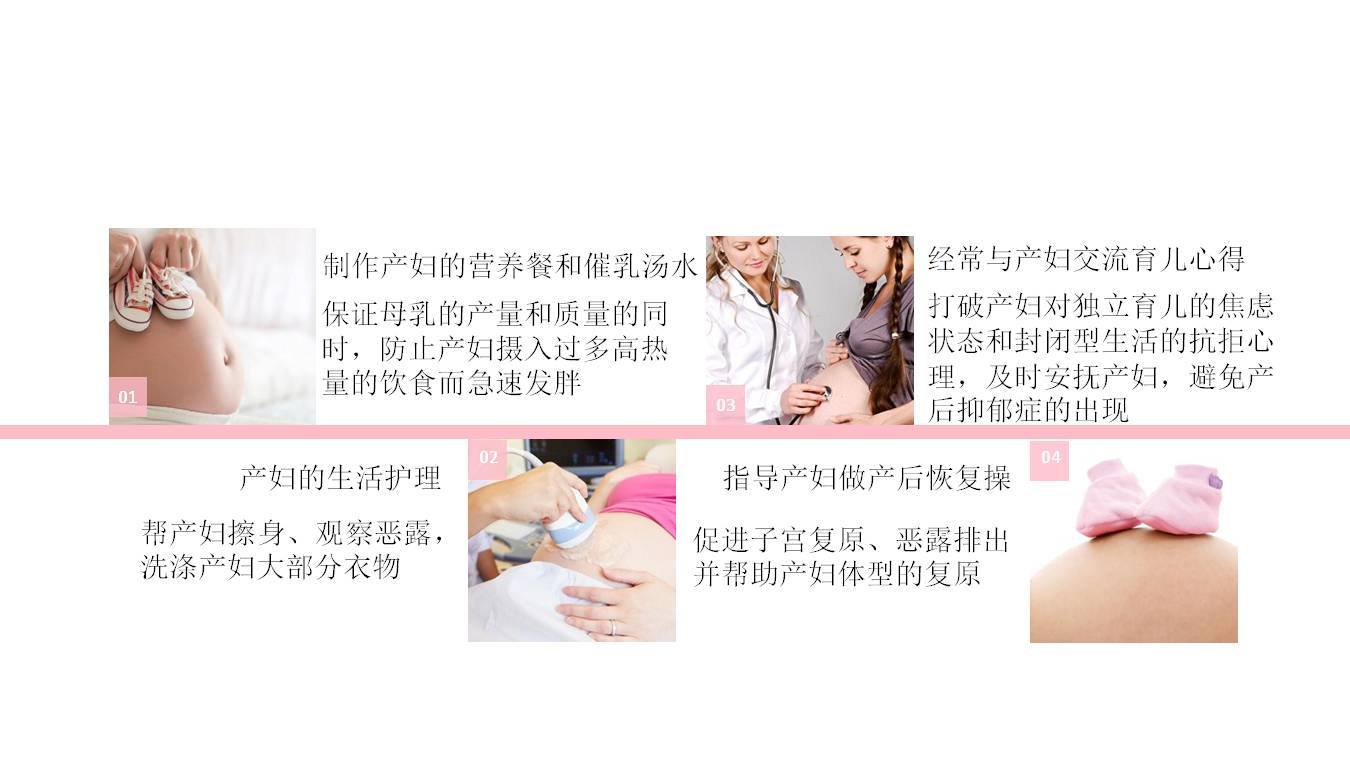 01
制作产妇的营养餐和催乳汤水
保证母乳的产量和质量的同
时，防止产妇摄入过多高热
量的饮食而急速发胖
02
产妇的生活护理
帮产妇擦身、观察恶露，
洗涤产妇大部分衣物
03
经常与产妇交流育儿心得
打破产妇对独立育儿的焦虑
状态和封闭型生活的抗拒心
理，及时安抚产妇，避免产
后抑郁症的出现
04
指导产妇做产后恢复操
促进子宫复原、恶露排出
并帮助产妇体型的复原